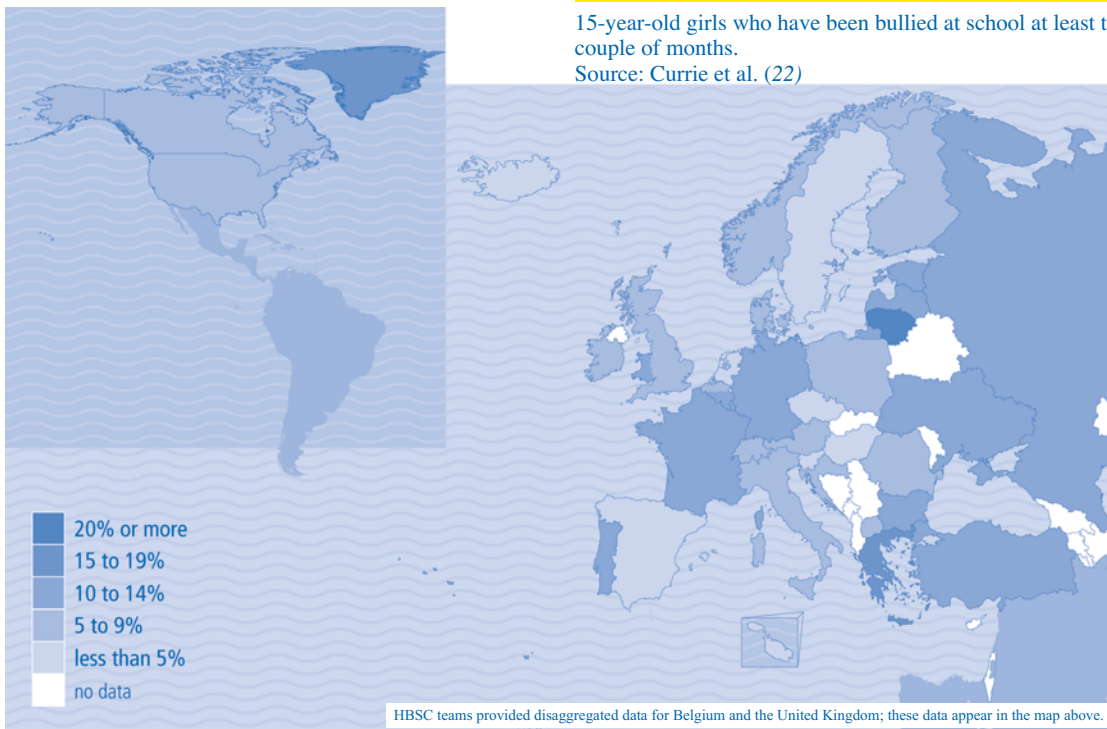 15-year-old girls who have been bullied at school at least
couple of months.
Source: Currie et al. (22)
20% or more
15 to 19%
10 to 14%
5 to 9%
less than 5%
no data
HBSC teams provided disaggregated data for Belgium and the United Kingdom; these data appear in the map above.